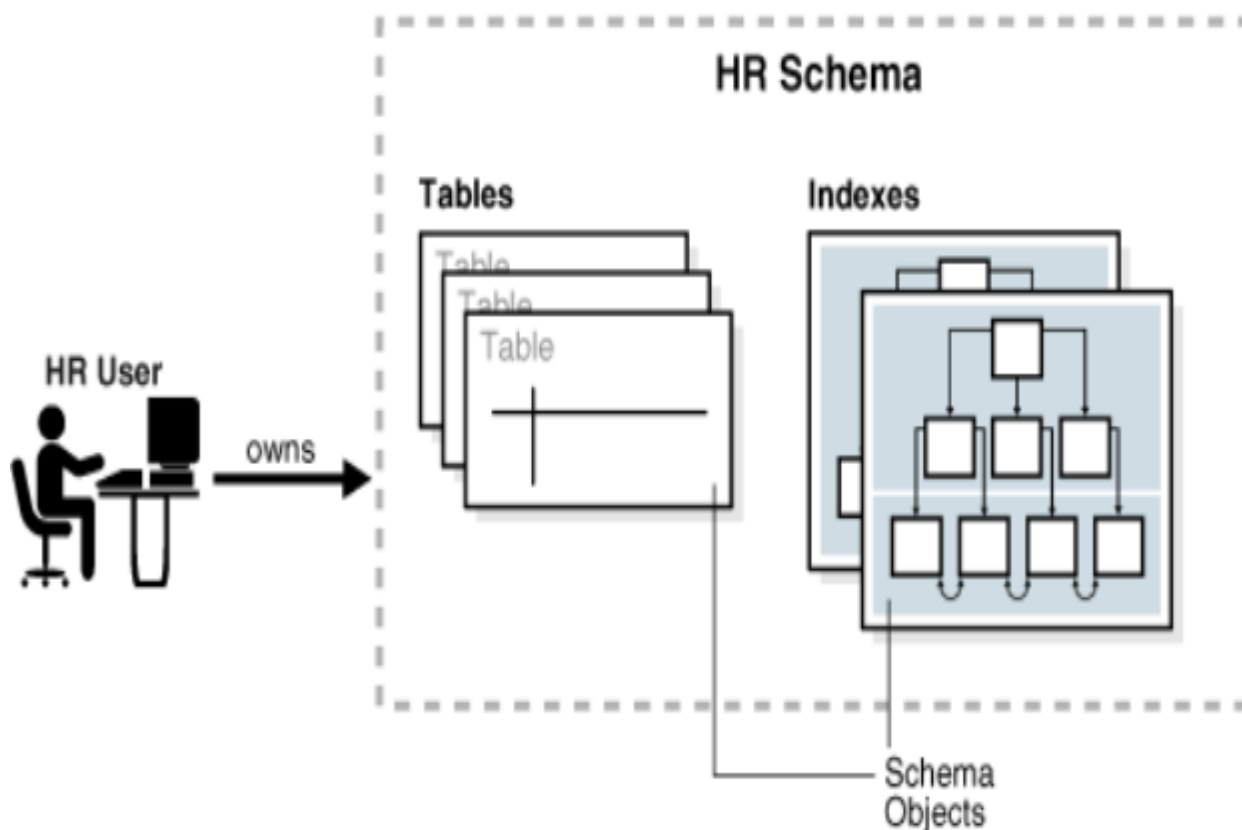 HR Schema
Tables
Indexes
Table
Table
Table
HR User
owns
Schema
Objects